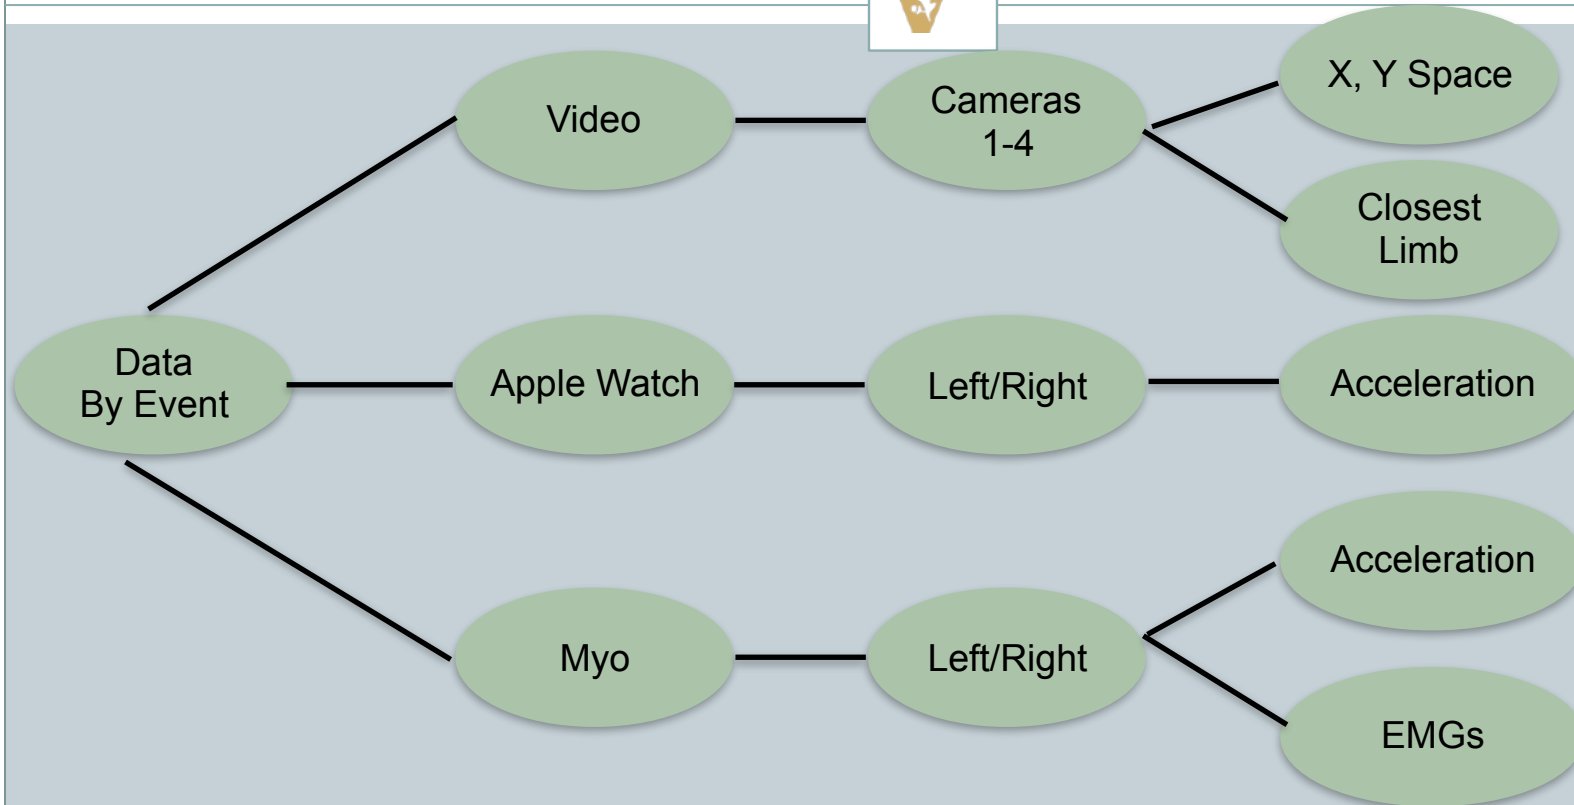 Video
Cameras
1-4
X, Y Space
Closest
Limb
Data
By Event
Apple Watch
Left/Right
Acceleration
Myo
Left/Right
Acceleration
EMGs